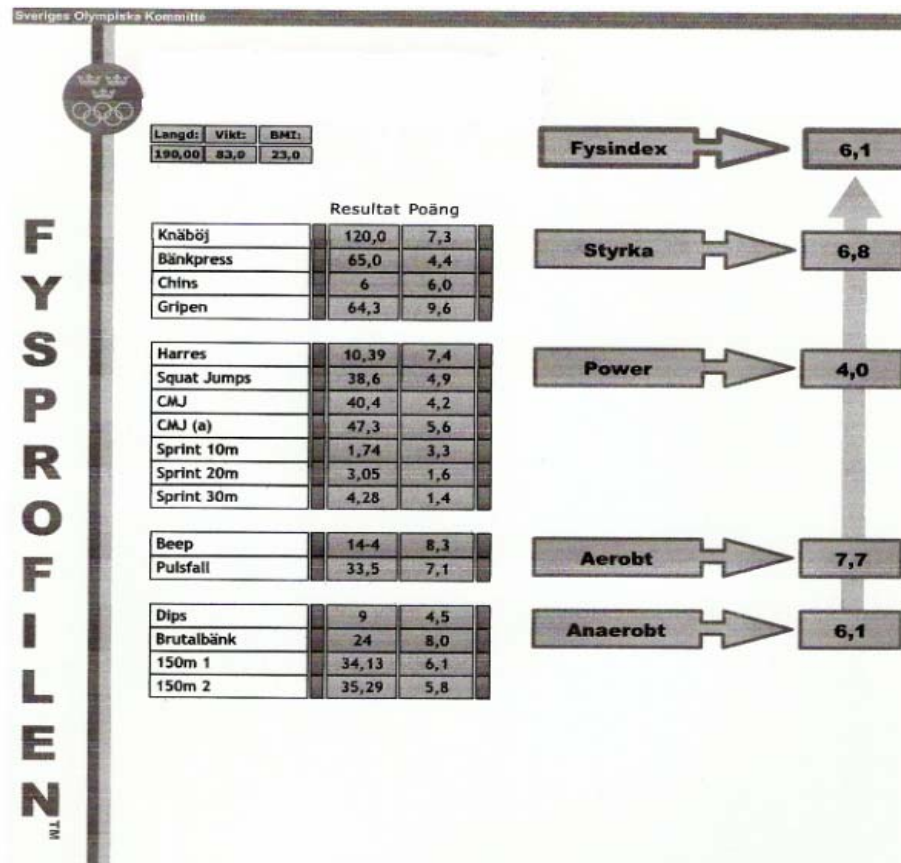 Sveriges Olympiska Kommitté
FYSPROFILEN™
Langd: Vikt: BMI:
190,00 83,0 23,0
Fysindex 6,1
Resultat Poäng
Knäböj 120,0 7,3
Bänkpress 65,0 4,4
Chins 6 6,0
Gripen 64,3 9,6
Styrka 6,8
Harres 10,39 7,4
Squat Jumps 38,6 4,9
CMJ 40,4 4,2
CMJ (a) 47,3 5,6
Sprint 10m 1,74 3,3
Sprint 20m 3,05 1,6
Sprint 30m 4,28 1,4
Power 4,0
Beep 14-4 8,3
Pulsfall 33,5 7,1
Aerobt 7,7
Dips 9 4,5
Brutalbänk 24 8,0
150m 1 34,13 6,1
150m 2 35,29 5,8
Anaerobt 6,1